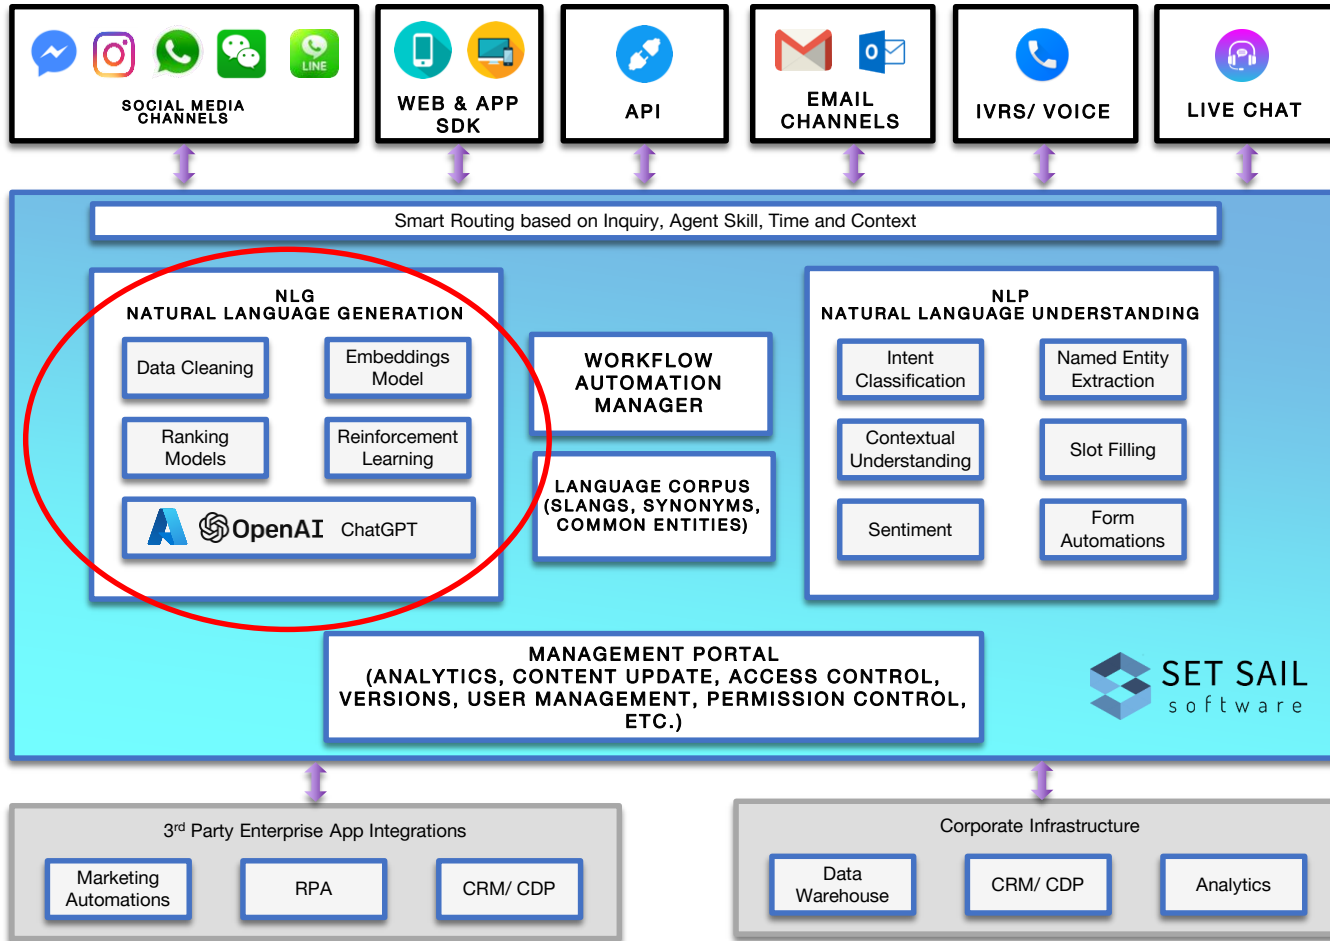 LINE
SOCIAL MEDIA
CHANNELS
WEB & APP
SDK
API
EMAIL
CHANNELS
IVRS/ VOICE
LIVE CHAT
Smart Routing based on Inquiry, Agent Skill, Time and Context
NLG
NATURAL LANGUAGE GENERATION
Data Cleaning
Embeddings
Model
Ranking
Models
Reinforcement
Learning
OpenAI ChatGPT
WORKFLOW
AUTOMATION
MANAGER
LANGUAGE CORPUS
(SLANGS, SYNONYMS,
COMMON ENTITIES)
NLP
NATURAL LANGUAGE UNDERSTANDING
Intent
Classification
Named Entity
Extraction
Contextual
Understanding
Slot Filling
Sentiment
Form
Automations
MANAGEMENT PORTAL
(ANALYTICS, CONTENT UPDATE, ACCESS CONTROL,
VERSIONS, USER MANAGEMENT, PERMISSION CONTROL,
ETC.)
SET SAIL
software
3rd Party Enterprise App Integrations
Marketing
Automations
RPA
CRM/ CDP
Corporate Infrastructure
Data
Warehouse
CRM/ CDP
Analytics